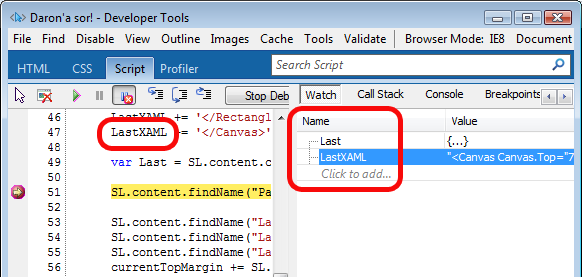 Daron'a sor! - Developer Tools
File Find Disable View Outline Images Cache Tools Validate Browser Mode: IE8 Document
HTML CSS Script Profiler Search Script
Stop Deb Watch Call Stack Console Breakpoints
Name Value
46 LastXAML += '</Rectangl
47 LastXAML += '</Canvas>'
48
49 var Last = SL.content.c
50
51 SL.content.findName("Pa
52
53 SL.content.findName("La
54 SL.content.findName("La
55 SL.content.findName("La
56 currentTopMargin += SL.
Last {...}
LastXAML "<Canvas Canvas.Top="7
Click to add...